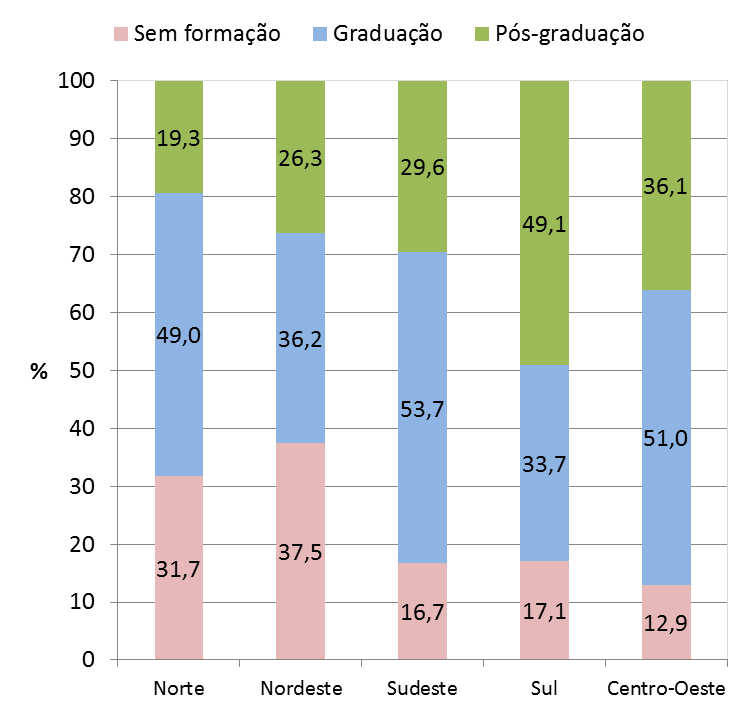 Sem formação Graduação Pós-graduação
100
90
80
70
60
50
40
30
20
10
0
%
19,3 26,3 29,6 49,1 36,1
49,0 36,2 53,7 33,7 51,0
31,7 37,5 16,7 17,1 12,9
Norte Nordeste Sudeste Sul Centro-Oeste